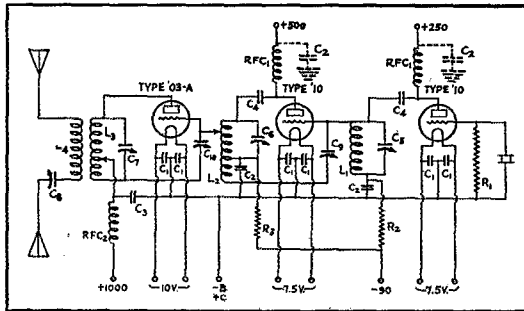 +500
+250
RFC1
C2
RFC1
C2
TYPE '03-A
C4
TYPE '10
C4
TYPE '10
L3
C7
C10
C6
C9
C5
L4
C1
C1
L2
C2
C1
C1
L1
C2
C1
C1
R1
C8
C3
RFC2
R3
R2
+1000
-10V.-
-B
+C
-7.5V.-
-90
-7.5V.-